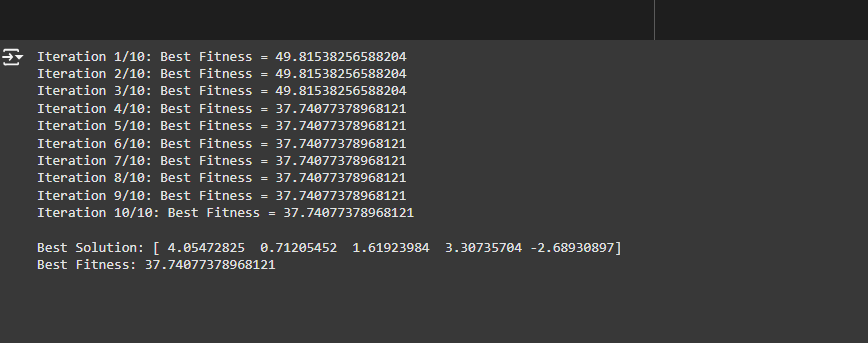 Iteration 1/10: Best Fitness = 49.81538256588204
Iteration 2/10: Best Fitness = 49.81538256588204
Iteration 3/10: Best Fitness = 49.81538256588204
Iteration 4/10: Best Fitness = 37.74077378968121
Iteration 5/10: Best Fitness = 37.74077378968121
Iteration 6/10: Best Fitness = 37.74077378968121
Iteration 7/10: Best Fitness = 37.74077378968121
Iteration 8/10: Best Fitness = 37.74077378968121
Iteration 9/10: Best Fitness = 37.74077378968121
Iteration 10/10: Best Fitness = 37.74077378968121
Best Solution: [ 4.05472825  0.71205452  1.61923984  3.30735704 -2.68930897]
Best Fitness: 37.74077378968121